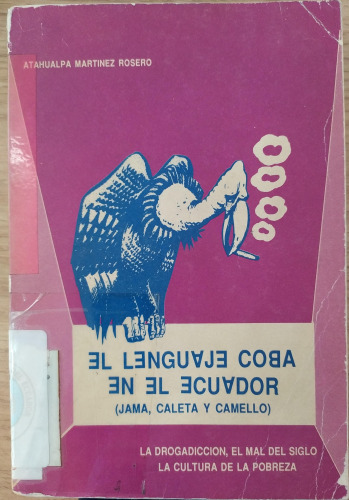 ATAHUALPA MARTINEZ ROSERO
EL LENGUAJE COBA
EN EL ECUADOR
(JAMA, CALETA Y CAMELLO)
LA DROGADICCION, EL MAL DEL SIGLO
LA CULTURA DE LA POBREZA